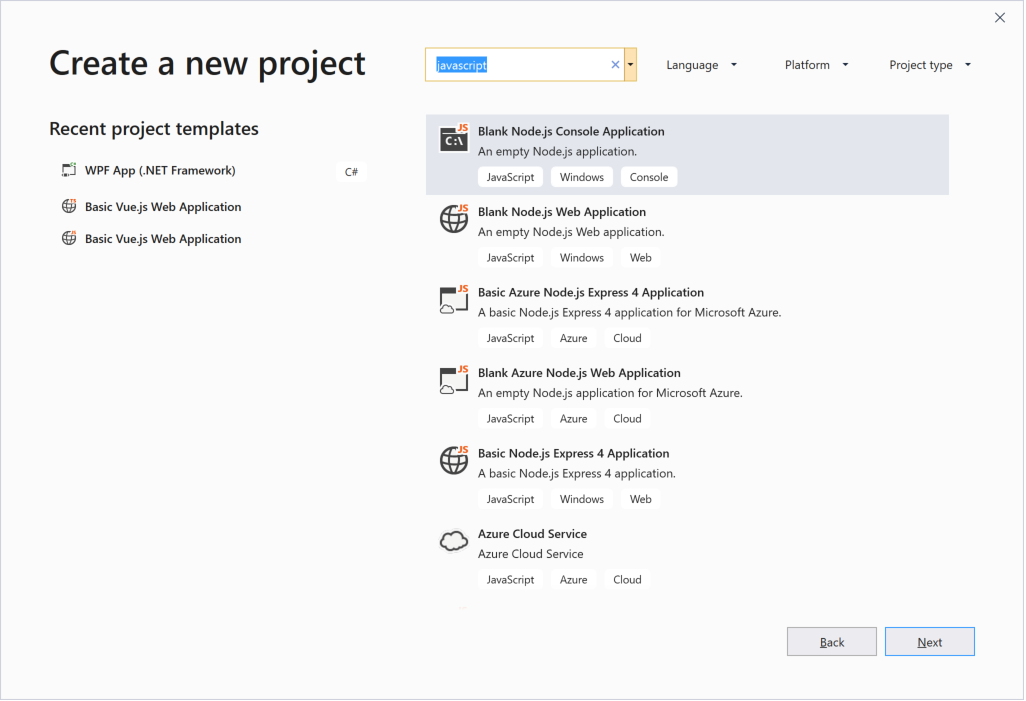 Create a new project
javascript
Language
Platform
Project type
Recent project templates
WPF App (.NET Framework)
C#
Basic Vue.js Web Application
Basic Vue.js Web Application
JS
C:\
Blank Node.js Console Application
An empty Node.js application.
JavaScript Windows Console
JS
Blank Node.js Web Application
An empty Node.js Web application.
JavaScript Windows Web
JS
Basic Azure Node.js Express 4 Application
A basic Node.js Express 4 application for Microsoft Azure.
JavaScript Azure Cloud
JS
Blank Azure Node.js Web Application
An empty Node.js application for Microsoft Azure.
JavaScript Azure Cloud
JS
Basic Node.js Express 4 Application
A basic Node.js Express 4 application.
JavaScript Windows Web
Azure Cloud Service
Azure Cloud Service
JavaScript Azure Cloud
Back
Next